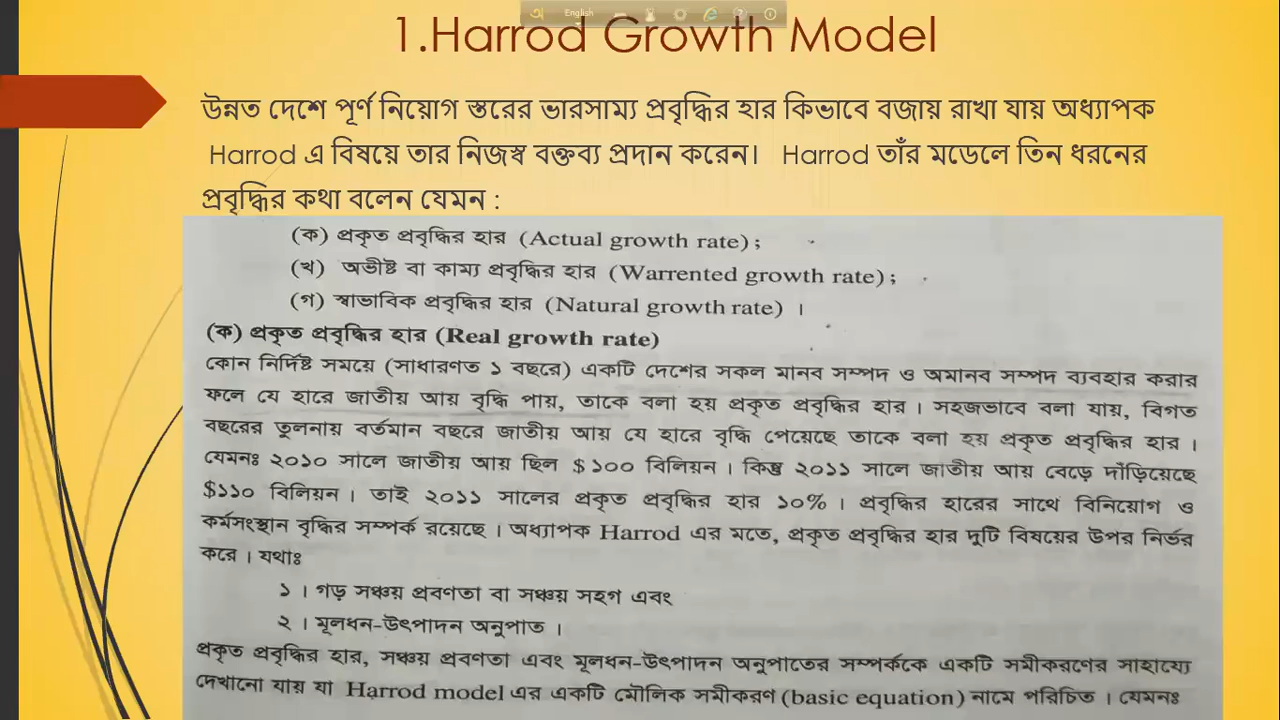 English
1.Harrod Growth Model
উন্নত দেশে পূর্ণ নিয়োগ স্তরের ভারসাম্য প্রবৃদ্ধির হার কিভাবে বজায় রাখা যায় অধ্যাপক
Harrod এ বিষয়ে তার নিজস্ব বক্তব্য প্রদান করেন। Harrod তাঁর মডেলে তিন ধরনের
প্রবৃদ্ধির কথা বলেন যেমন :
(ক) প্রকৃত প্রবৃদ্ধির হার (Actual growth rate) ;
(খ) অভীষ্ট বা কাম্য প্রবৃদ্ধির হার (Warrented growth rate) ;
(গ) স্বাভাবিক প্রবৃদ্ধির হার (Natural growth rate) ।
(ক) প্রকৃত প্রবৃদ্ধির হার (Real growth rate)
কোন নির্দিষ্ট সময়ে (সাধারণত ১ বছরে) একটি দেশের সকল মানব সম্পদ ও অমানব সম্পদ ব্যবহার করার
ফলে যে হারে জাতীয় আয় বৃদ্ধি পায়, তাকে বলা হয় প্রকৃত প্রবৃদ্ধির হার । সহজভাবে বলা যায়, বিগত
বছরের তুলনায় বর্তমান বছরে জাতীয় আয় যে হারে বৃদ্ধি পেয়েছে তাকে বলা হয় প্রকৃত প্রবৃদ্ধির হার ।
যেমনঃ ২০১০ সালে জাতীয় আয় ছিল $ ১০০ বিলিয়ন । কিন্তু ২০১১ সালে জাতীয় আয় বেড়ে দাঁড়িয়েছে
$১১০ বিলিয়ন । তাই ২০১১ সালের প্রকৃত প্রবৃদ্ধির হার ১০% । প্রবৃদ্ধির হারের সাথে বিনিয়োগ ও
কর্মসংস্থান বৃদ্ধির সম্পর্ক রয়েছে । অধ্যাপক Harrod এর মতে, প্রকৃত প্রবৃদ্ধির হার দুটি বিষয়ের উপর নির্ভর
করে । যথাঃ
১ । গড় সঞ্চয় প্রবণতা বা সঞ্চয় সহগ এবং
২ । মূলধন-উৎপাদন অনুপাত ।
প্রকৃত প্রবৃদ্ধির হার, সঞ্চয় প্রবণতা এবং মূলধন-উৎপাদন অনুপাতের সম্পর্ককে একটি সমীকরণের সাহায্যে
দেখানো যায় যা Harrod model এর একটি মৌলিক সমীকরণ (basic equation) নামে পরিচিত । যেমনঃ